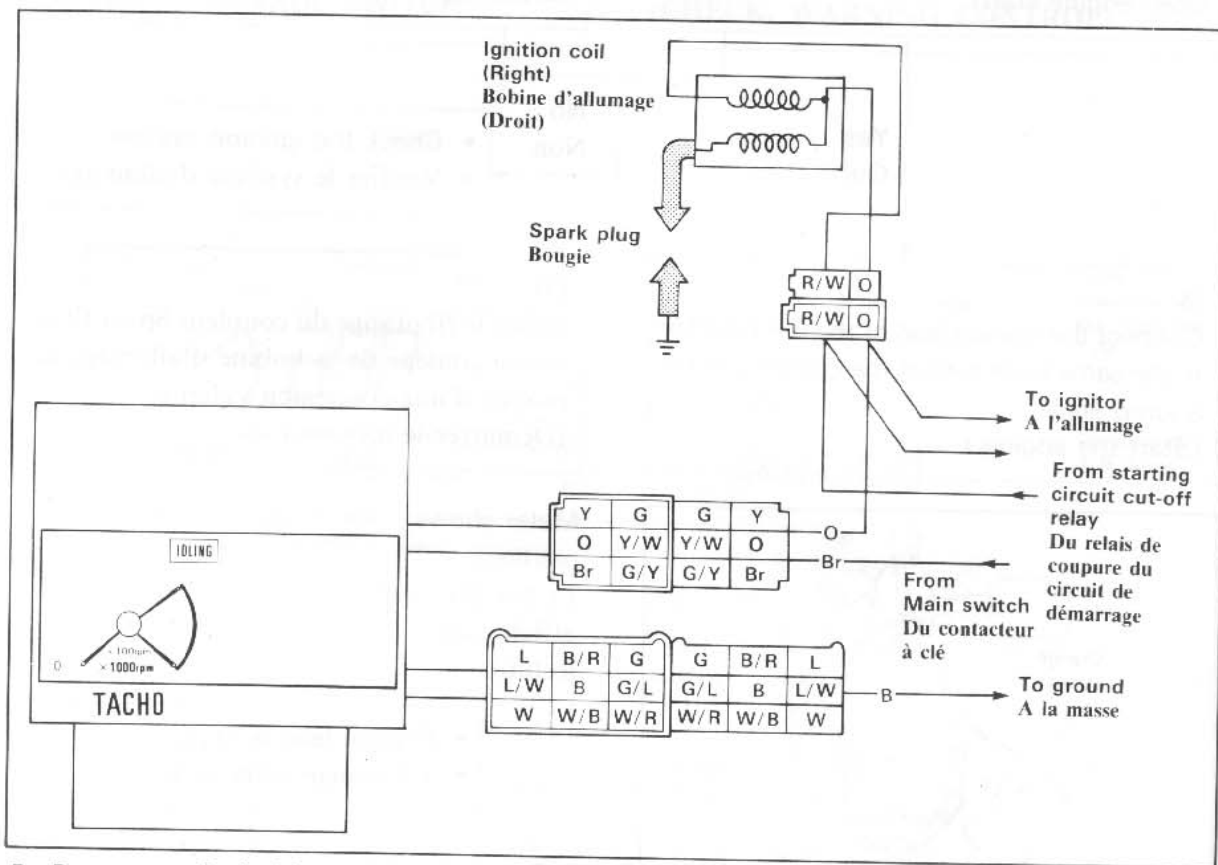 Ignition coil
(Right)
Bobine d'allumage
(Droit)
Spark plug
Bougie
R/W O
R/W O
To ignitor
A l'allumage
From starting
circuit cut-off
relay
Du relais de
coupure du
circuit de
démarrage
Y G G Y
O Y/W Y/W O
Br G/Y G/Y Br
O
Br
From
Main switch
Du contacteur
à clé
IDLING
0
×100rpm
×1000rpm
TACHO
L B/R G G B/R L
L/W B G/L G/L B L/W
W W/B W/R W/R W/B W
B
To ground
A la masse